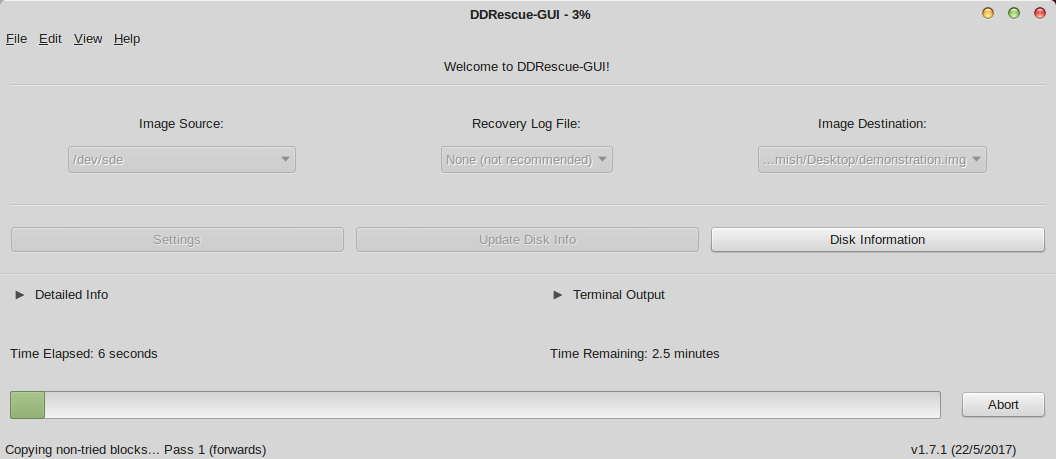 DDRescue-GUI - 3%
File Edit View Help
Welcome to DDRescue-GUI!
Image Source: Recovery Log File: Image Destination:
/dev/sde None (not recommended) ...mish/Desktop/demonstration.img
Settings Update Disk Info Disk Information
Detailed Info Terminal Output
Time Elapsed: 6 seconds Time Remaining: 2.5 minutes
Abort
Copying non-tried blocks... Pass 1 (forwards) v1.7.1 (22/5/2017)